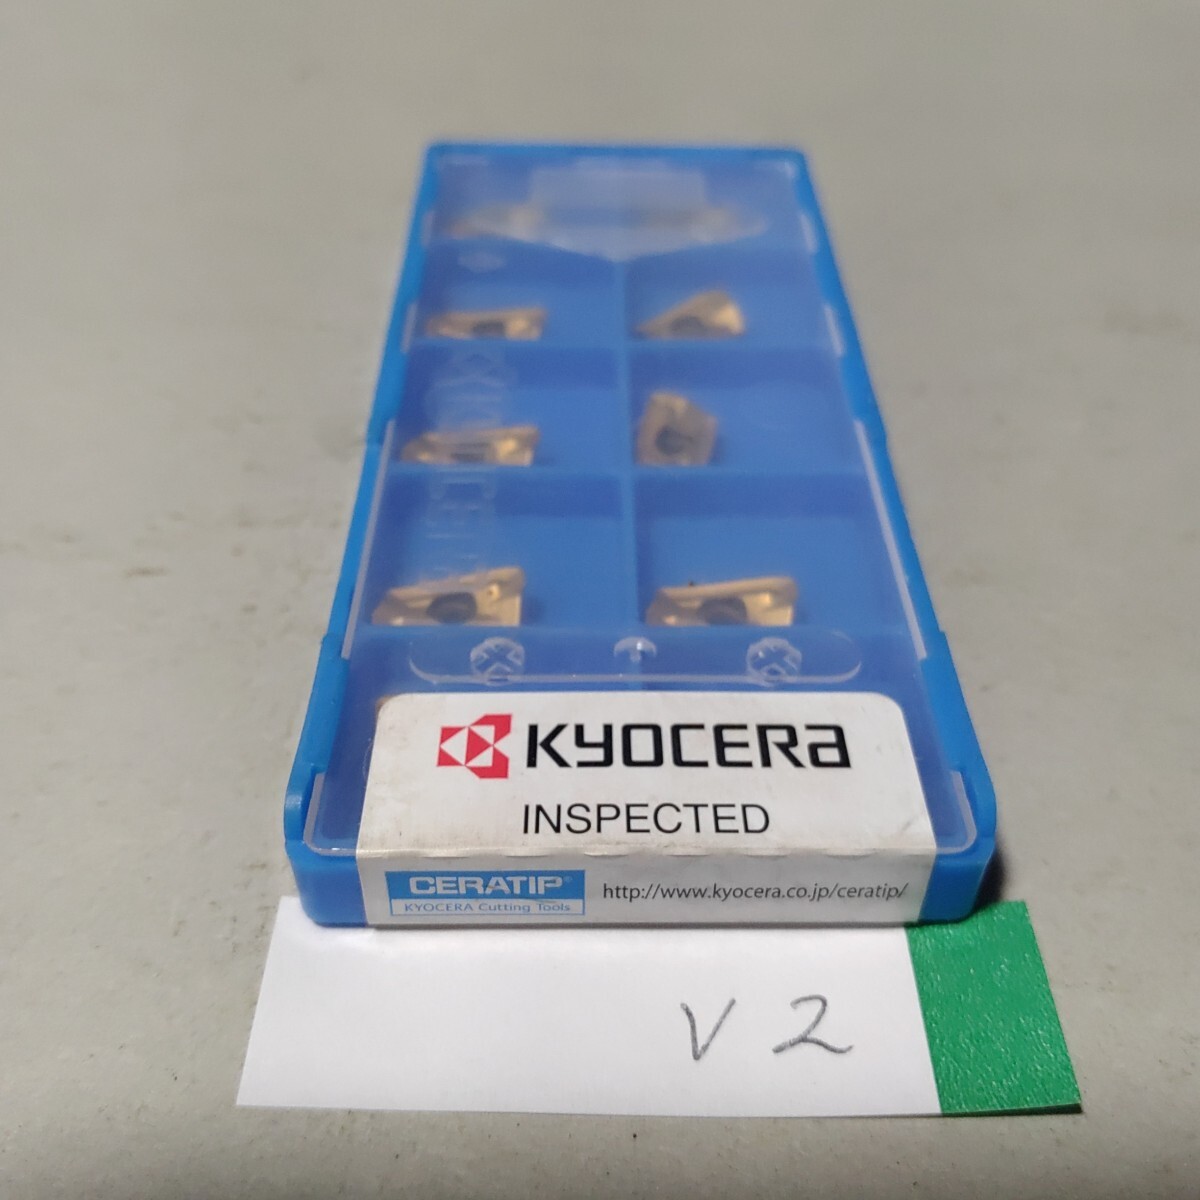 KYOCERA
INSPECTED
CERATIP®
KYOCERA Cutting Tools
http://www.kyocera.co.jp/ceratip/
V2